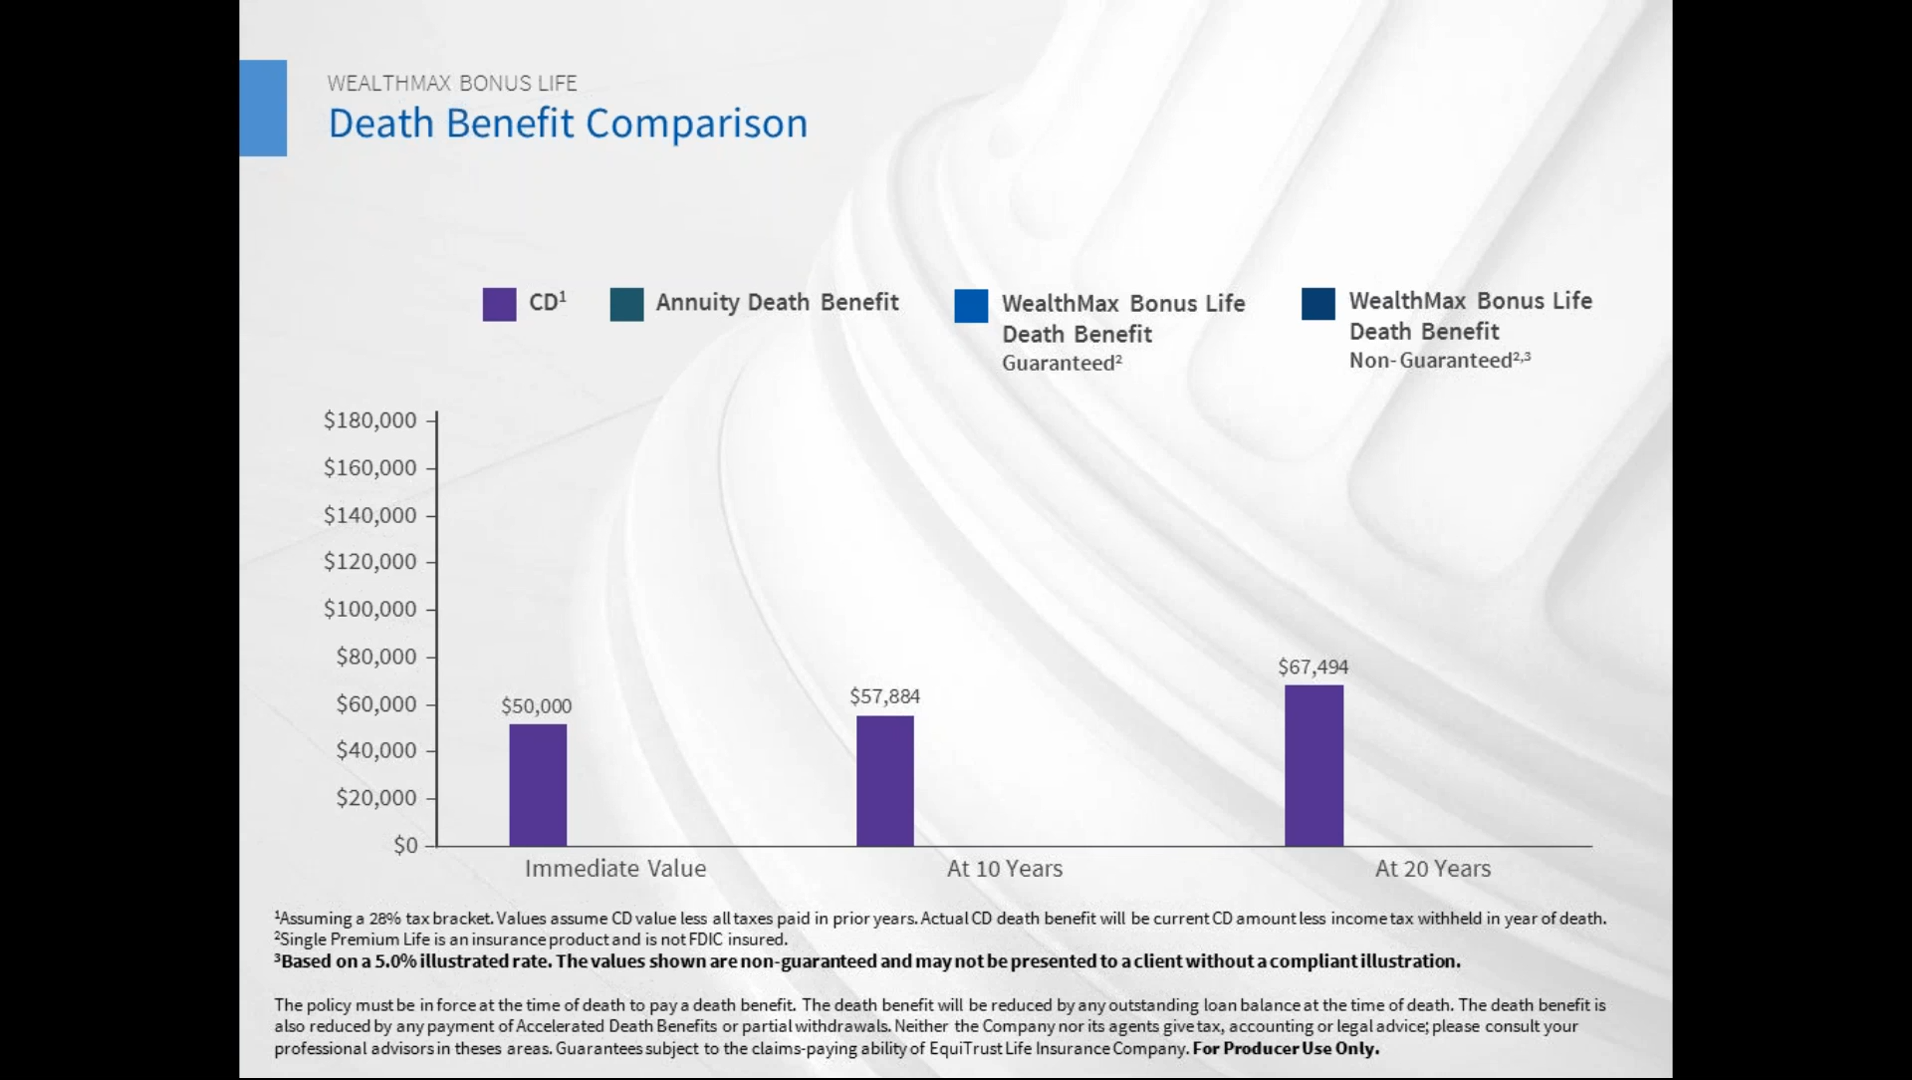 WEALTHMAX BONUS LIFE
Death Benefit Comparison
CD¹
Annuity Death Benefit
WealthMax Bonus Life
Death Benefit
Guaranteed²
WealthMax Bonus Life
Death Benefit
Non-Guaranteed²,³
$180,000
$160,000
$140,000
$120,000
$100,000
$80,000
$60,000
$40,000
$20,000
$0
$50,000
$57,884
$67,494
Immediate Value
At 10 Years
At 20 Years
¹Assuming a 28% tax bracket. Values assume CD value less all taxes paid in prior years. Actual CD death benefit will be current CD amount less income tax withheld in year of death.
²Single Premium Life is an insurance product and is not FDIC insured.
³Based on a 5.0% illustrated rate. The values shown are non-guaranteed and may not be presented to a client without a compliant illustration.
The policy must be in force at the time of death to pay a death benefit. The death benefit will be reduced by any outstanding loan balance at the time of death. The death benefit is
also reduced by any payment of Accelerated Death Benefits or partial withdrawals. Neither the Company nor its agents give tax, accounting or legal advice; please consult your
professional advisors in theses areas. Guarantees subject to the claims-paying ability of EquiTrust Life Insurance Company. For Producer Use Only.